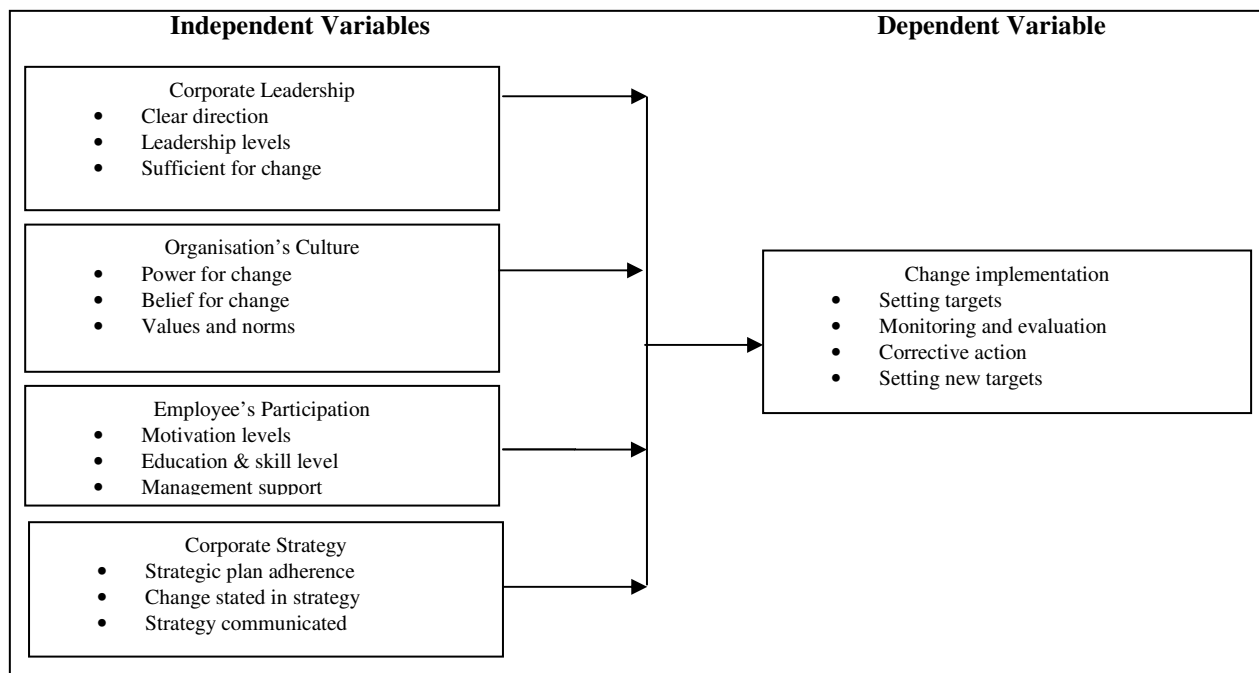 Independent Variables
Dependent Variable
Corporate Leadership
• Clear direction
• Leadership levels
• Sufficient for change
Organisation’s Culture
• Power for change
• Belief for change
• Values and norms
Employee’s Participation
• Motivation levels
• Education & skill level
• Management support
Corporate Strategy
• Strategic plan adherence
• Change stated in strategy
• Strategy communicated
Change implementation
• Setting targets
• Monitoring and evaluation
• Corrective action
• Setting new targets